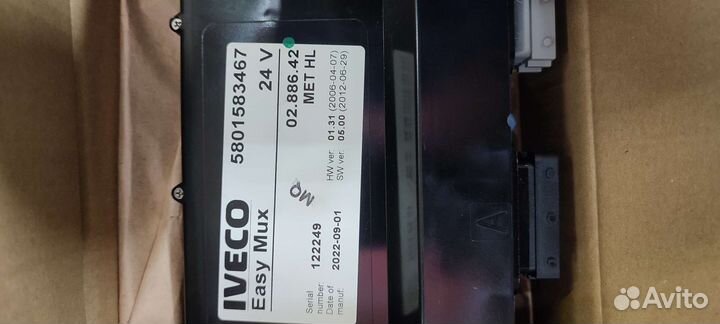 IVECO 5801583467
Easy Mux 24 V
02.886.42
MET HL
Serial number: 122249
HW ver: 01.31 (2006-04-07)
Date of manuf: 2022-09-01
SW ver: 05.00 (2012-06-29)
MQ
A
Avito